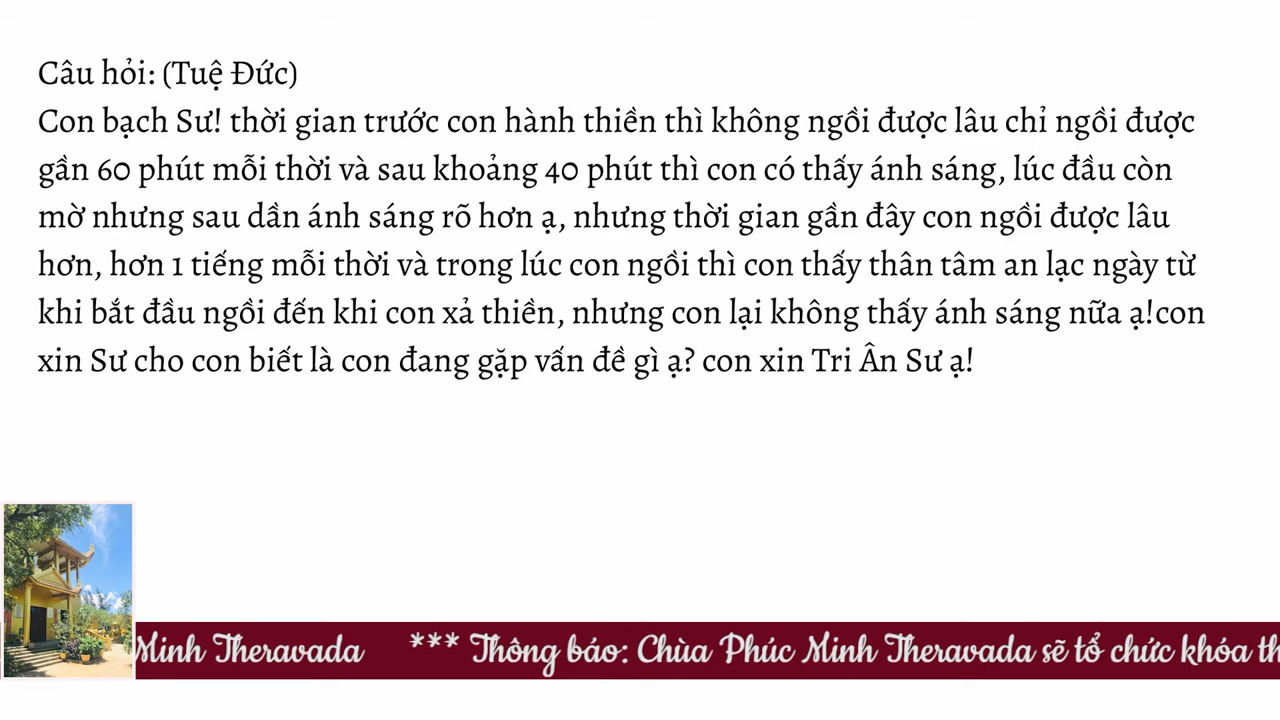 Câu hỏi: (Tuệ Đức)
Con bạch Sư! thời gian trước con hành thiền thì không ngồi được lâu chỉ ngồi được
gần 60 phút mỗi thời và sau khoảng 40 phút thì con có thấy ánh sáng, lúc đầu còn
mờ nhưng sau dần ánh sáng rõ hơn ạ, nhưng thời gian gần đây con ngồi được lâu
hơn, hơn 1 tiếng mỗi thời và trong lúc con ngồi thì con thấy thân tâm an lạc ngày từ
khi bắt đầu ngồi đến khi con xả thiền, nhưng con lại không thấy ánh sáng nữa ạ!con
xin Sư cho con biết là con đang gặp vấn đề gì ạ? con xin Tri Ân Sư ạ!
Minh Theravada *** Thông báo: Chùa Phúc Minh Theravada sẽ tổ chức khóa th